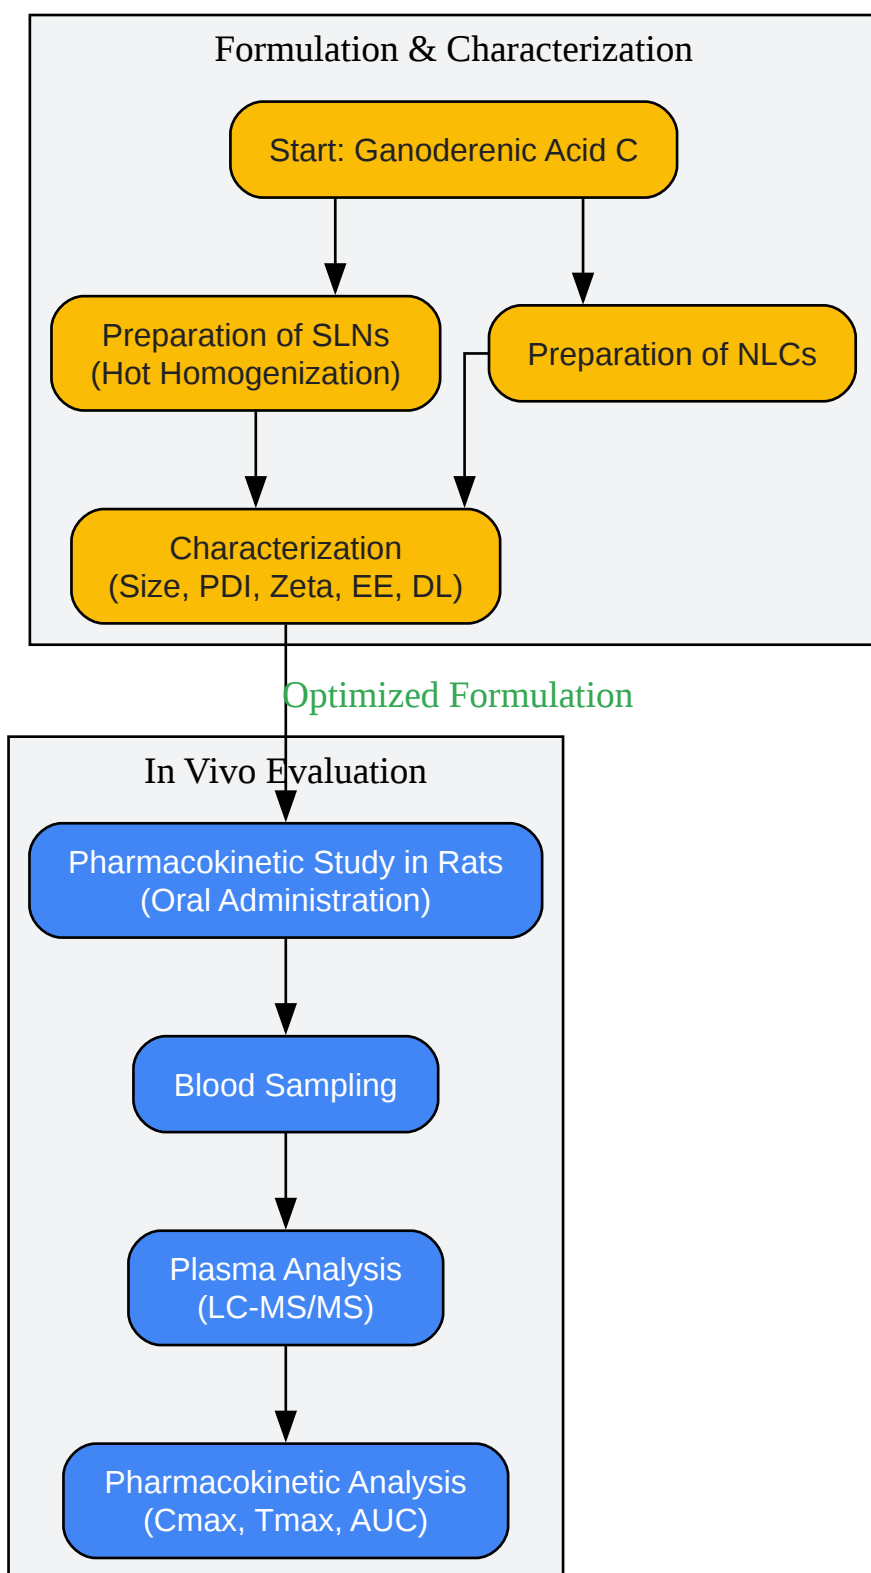 Formulation & Characterization
Start: Ganoderenic Acid C
Preparation of SLNs
(Hot Homogenization)
Preparation of NLCs
Characterization
(Size, PDI, Zeta, EE, DL)
Optimized Formulation
In Vivo Evaluation
Pharmacokinetic Study in Rats
(Oral Administration)
Blood Sampling
Plasma Analysis
(LC-MS/MS)
Pharmacokinetic Analysis
(Cmax, Tmax, AUC)